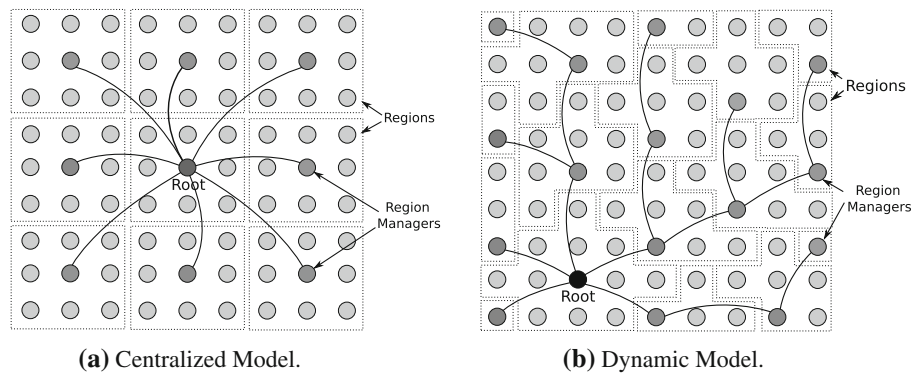 Regions
Root
Region
Managers
(a) Centralized Model.
Regions
Region
Managers
Root
(b) Dynamic Model.